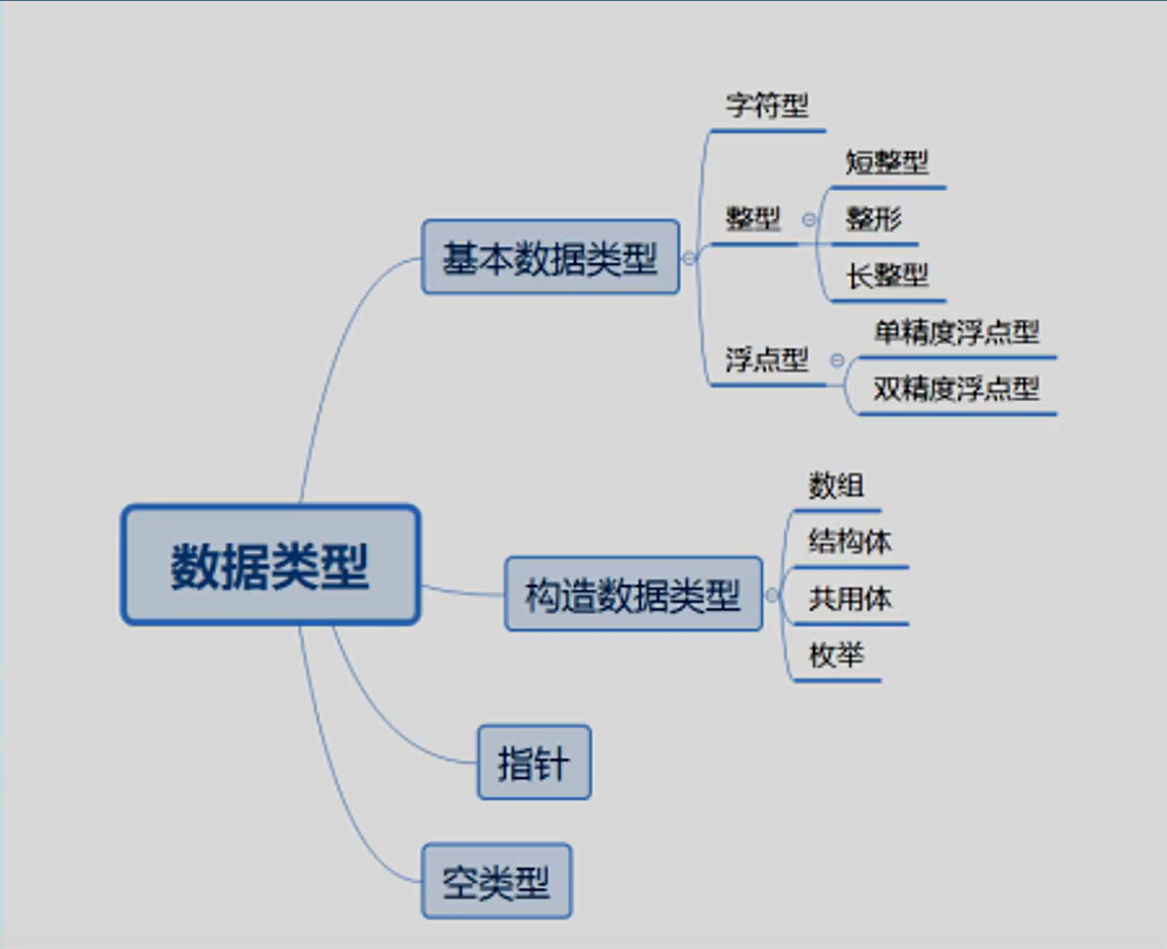 字符型
短整型
整型
整形
长整型
基本数据类型
单精度浮点型
浮点型
双精度浮点型
数组
结构体
数据类型
构造数据类型
共用体
枚举
指针
空类型